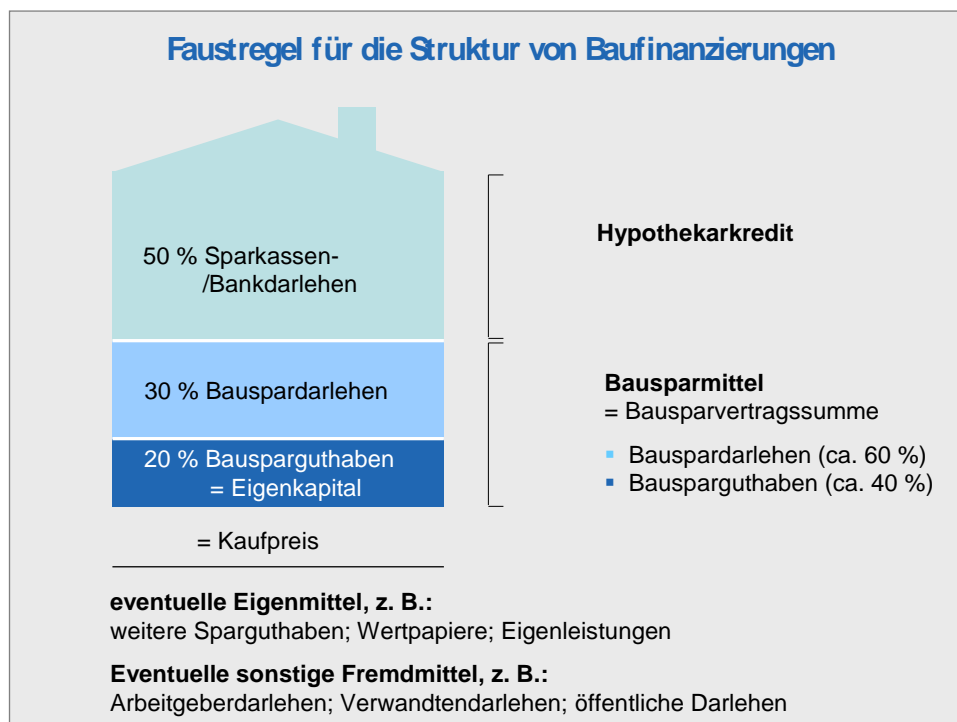 Faustregel für die Struktur von Baufinanzierungen
50 % Sparkassen-
/Bankdarlehen
Hypothekarkredit
30 % Bauspardarlehen
20 % Bausparguthaben
= Eigenkapital
Bausparmittel
= Bausparvertragssumme
▪ Bauspardarlehen (ca. 60 %)
▪ Bausparguthaben (ca. 40 %)
= Kaufpreis
eventuelle Eigenmittel, z. B.:
weitere Sparguthaben; Wertpapiere; Eigenleistungen
Eventuelle sonstige Fremdmittel, z. B.:
Arbeitgeberdarlehen; Verwandtendarlehen; öffentliche Darlehen